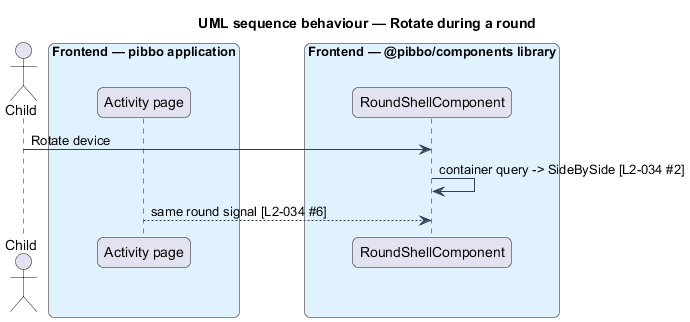 UML sequence behaviour — Rotate during a round
Frontend — pibbo application
Frontend — @pibbo/components library
Child
Activity page
RoundShellComponent
Rotate device
container query -> SideBySide [L2-034 #2]
same round signal [L2-034 #6]
Child
Activity page
RoundShellComponent